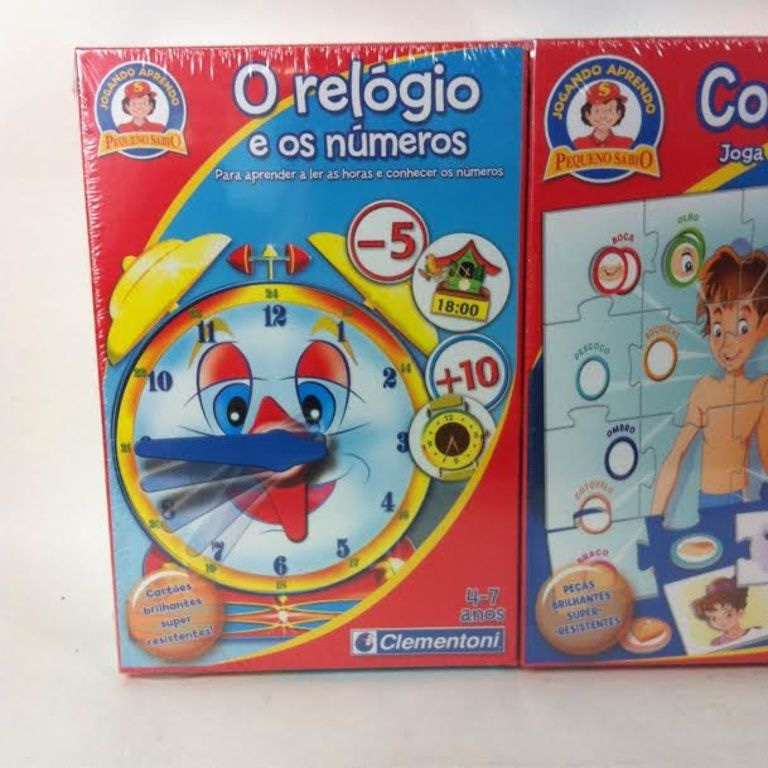 JOGANDO APRENDO
S
PEQUENO SÁBIO
O relógio
e os números
Para aprender a ler as horas e conhecer os números
-5
18:00
+10
24
12
11
1
10
2
3
4
5
6
7
8
12
Cartões
brilhantes
super
resistentes!
4-7
anos
Clementoni
JOGANDO APRENDO
S
PEQUENO SÁBIO
Co
Joga
BOCA
OLHO
PESCOÇO
BOCHECHA
OMBRO
COTOVELO
BRAÇO
PEÇAS
BRILHANTES
SUPER-
-RESISTENTES